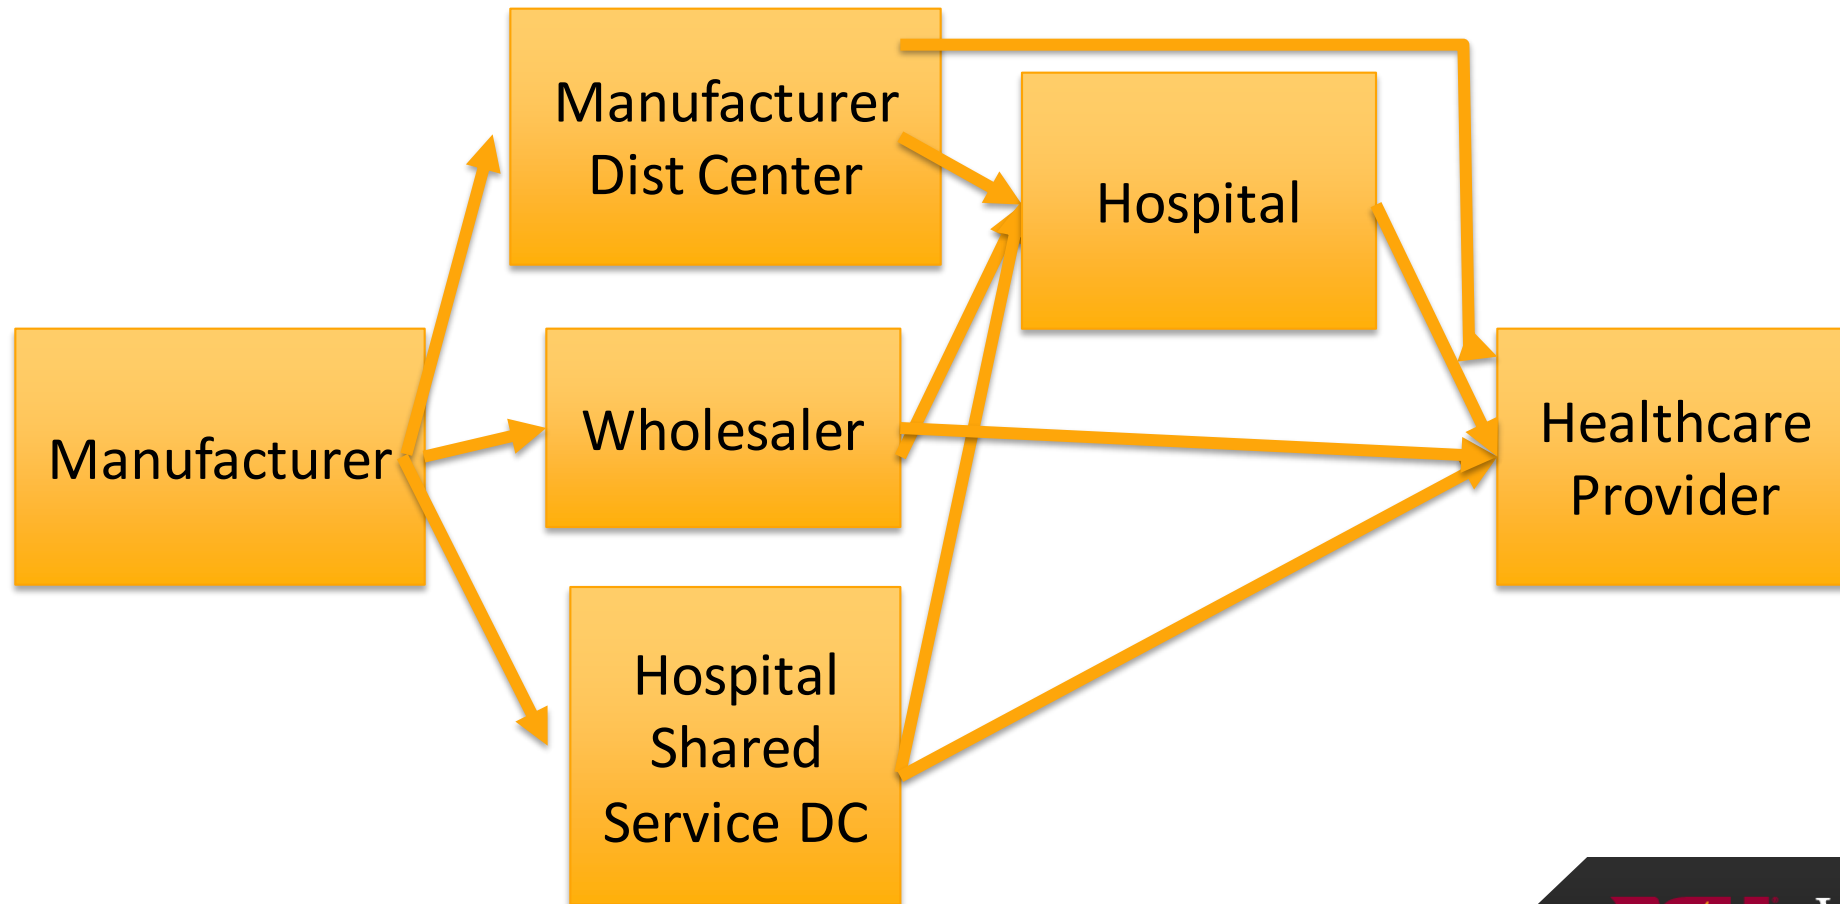 Manufacturer
Dist Center
Hospital
Manufacturer
Wholesaler
Healthcare
Provider
Hospital
Shared
Service DC